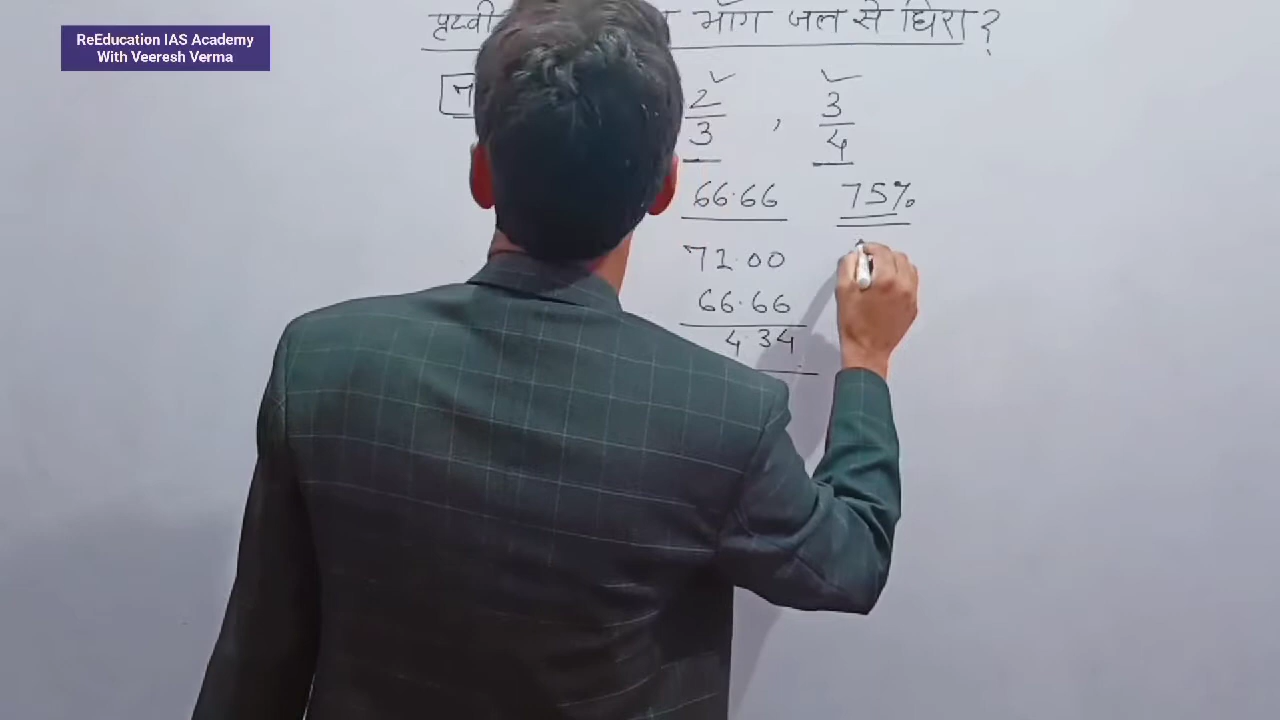 ReEducation IAS Academy
With Veeresh Verma
पृथ्वी भाग जल से घिरा?
2/3 , 3/4
66.66 75%
71.00
66.66
4.34